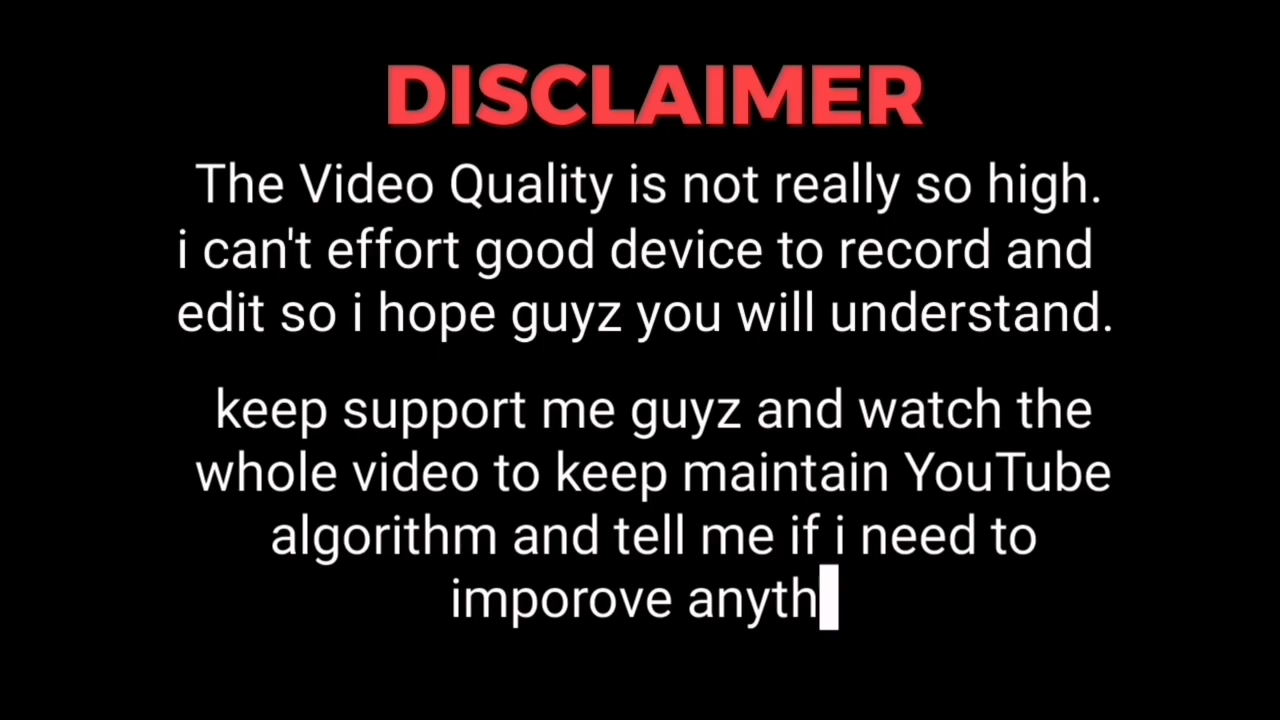 DISCLAIMER
The Video Quality is not really so high.
i can't effort good device to record and
edit so i hope guyz you will understand.
keep support me guyz and watch the
whole video to keep maintain YouTube
algorithm and tell me if i need to
imporove anyth